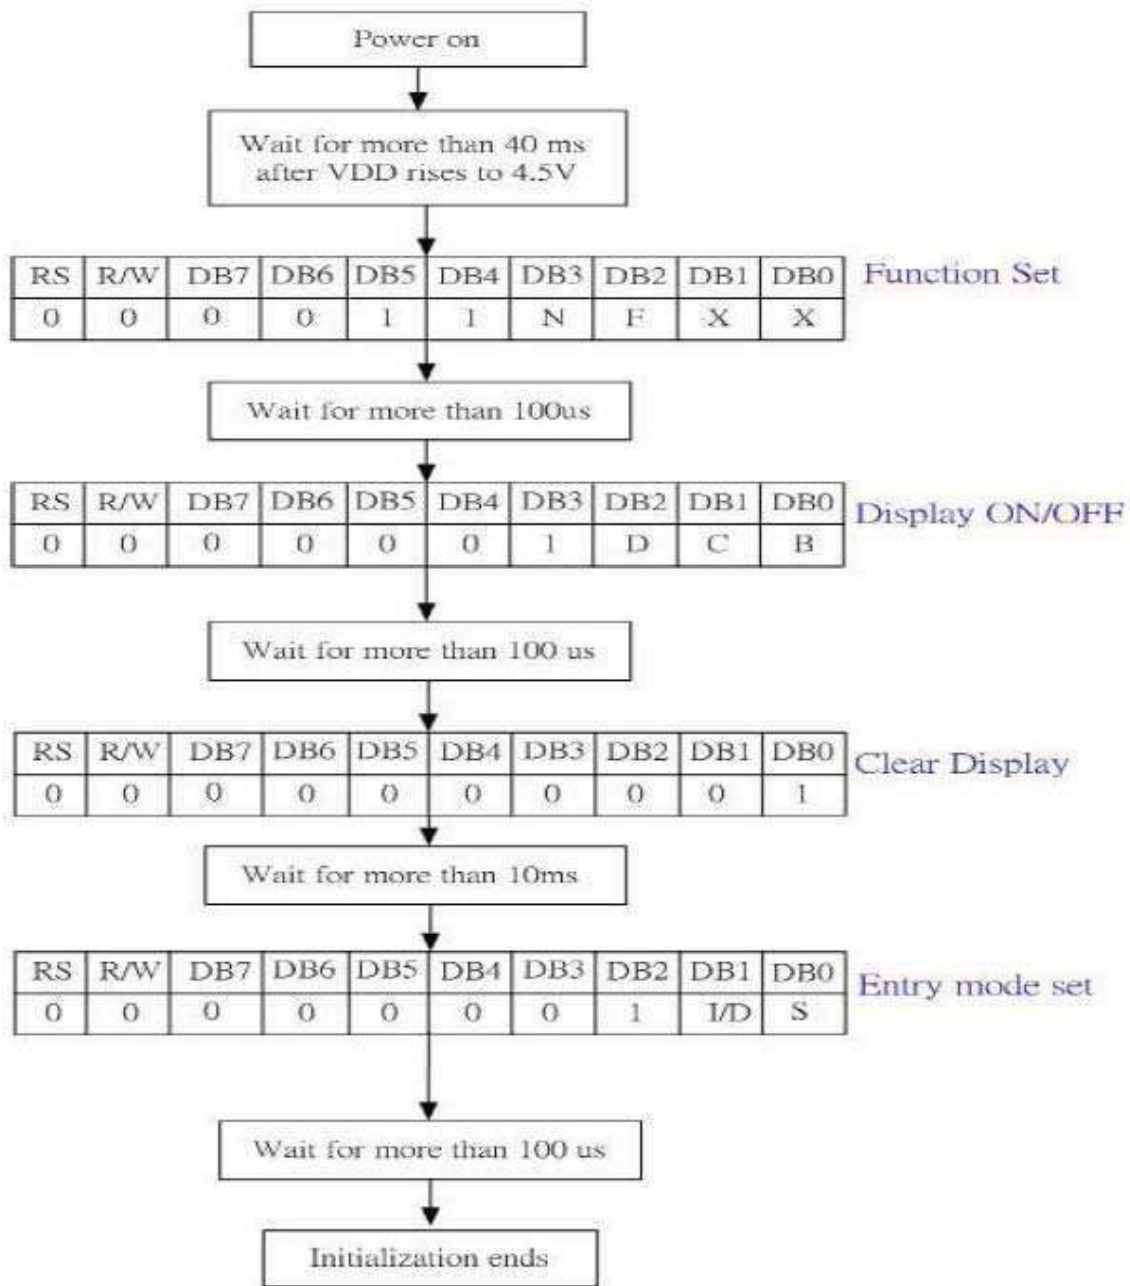 Power on
Wait for more than 40 ms
after VDD rises to 4.5V
RS R/W DB7 DB6 DB5 DB4 DB3 DB2 DB1 DB0 Function Set
0 0 0 0 1 1 N F X X
Wait for more than 100us
RS R/W DB7 DB6 DB5 DB4 DB3 DB2 DB1 DB0 Display ON/OFF
0 0 0 0 0 0 1 D C B
Wait for more than 100 us
RS R/W DB7 DB6 DB5 DB4 DB3 DB2 DB1 DB0 Clear Display
0 0 0 0 0 0 0 0 0 1
Wait for more than 10ms
RS R/W DB7 DB6 DB5 DB4 DB3 DB2 DB1 DB0 Entry mode set
0 0 0 0 0 0 0 1 I/D S
Wait for more than 100 us
Initialization ends